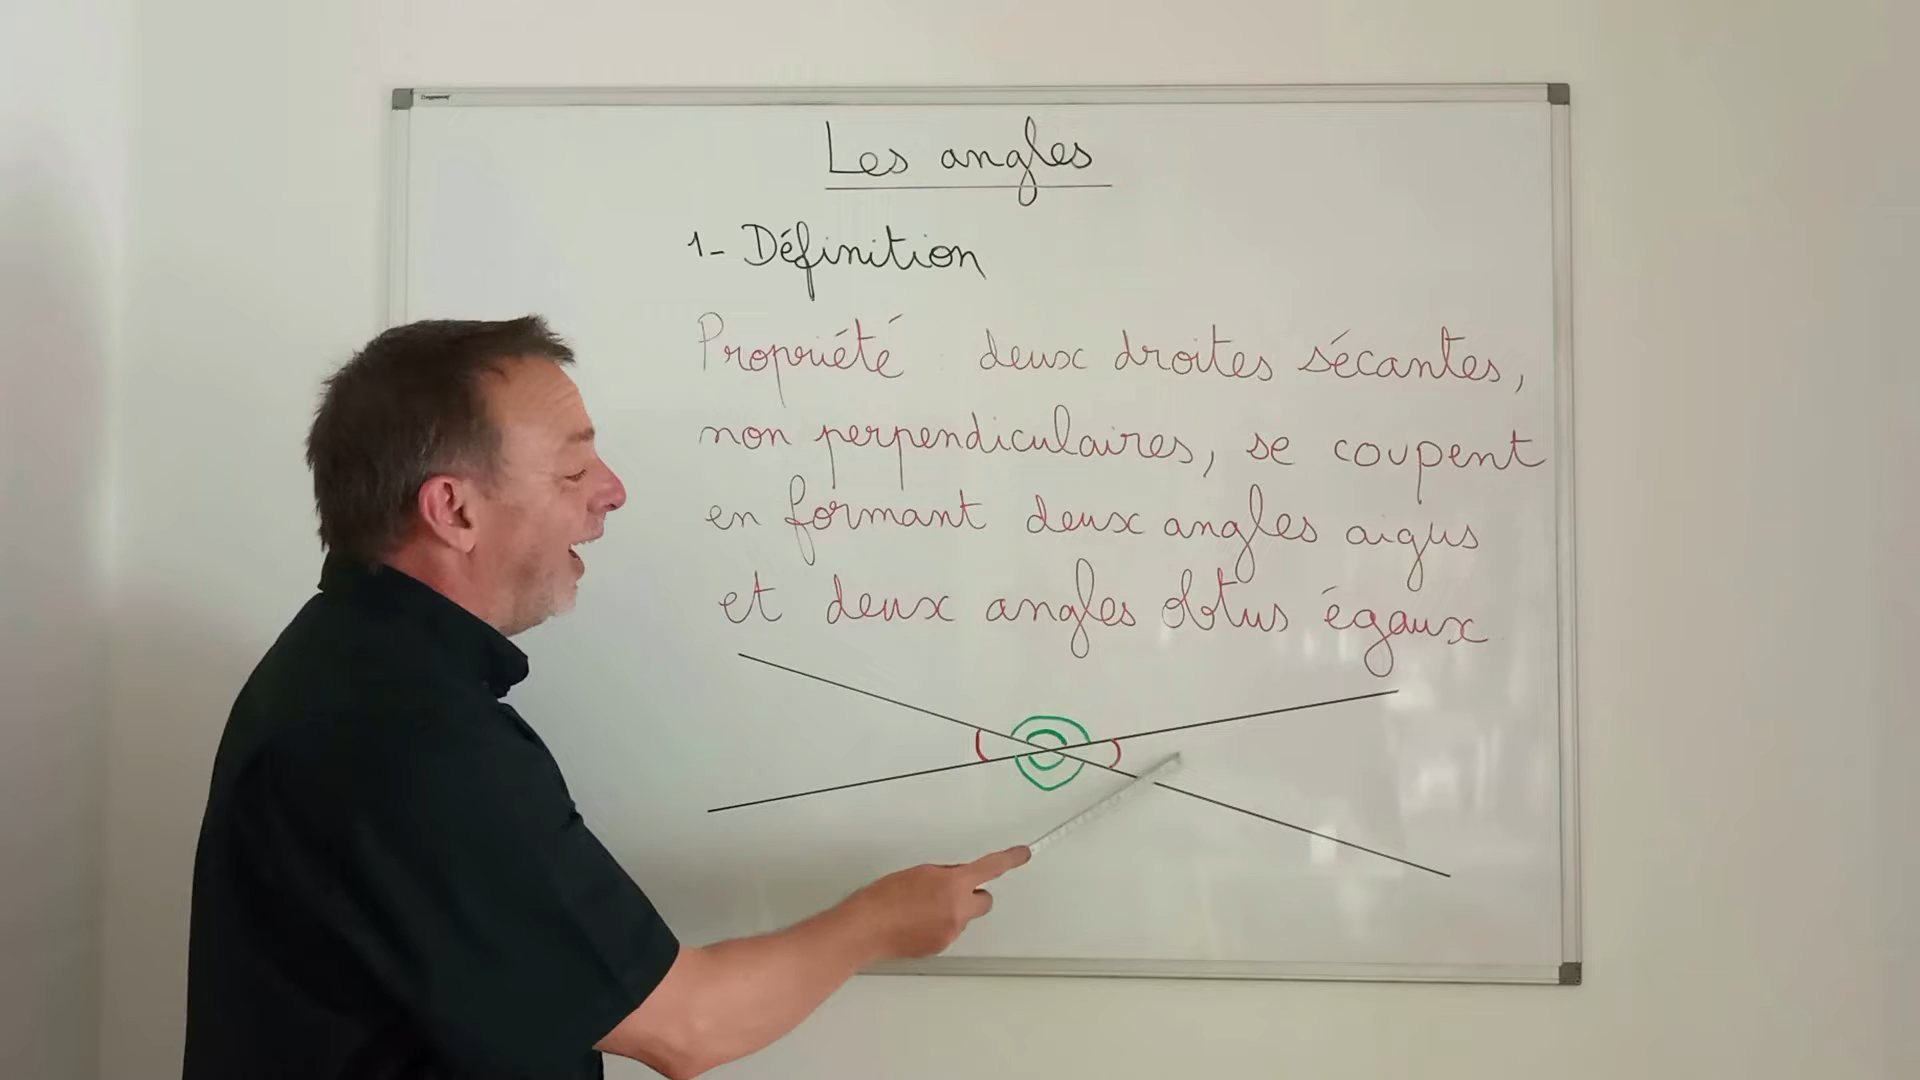 Les angles
1- Définition
Propriété : deux droites sécantes,
non perpendiculaires, se coupent
en formant deux angles aigus
et deux angles obtus égaux